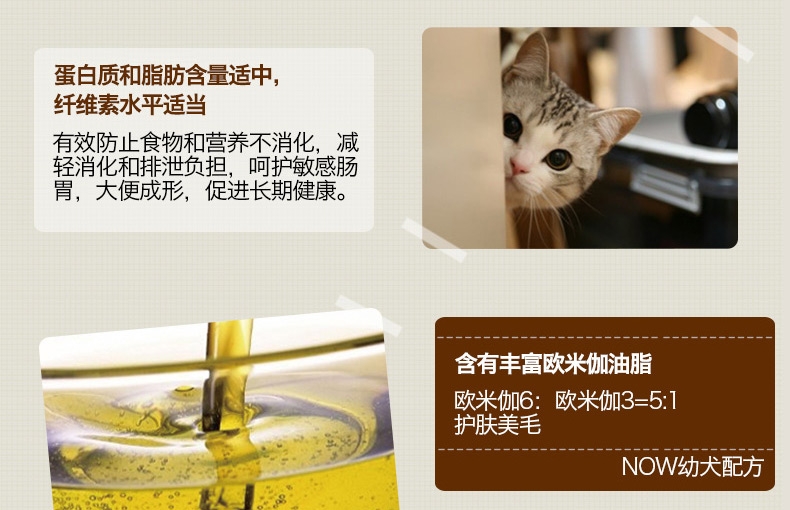 蛋白质和脂肪含量适中，
纤维素水平适当
有效防止食物和营养不消化，减
轻消化和排泄负担，呵护敏感肠
胃，大便成形，促进长期健康。
含有丰富欧米伽油脂
欧米伽6：欧米伽3=5:1
护肤美毛
NOW幼犬配方